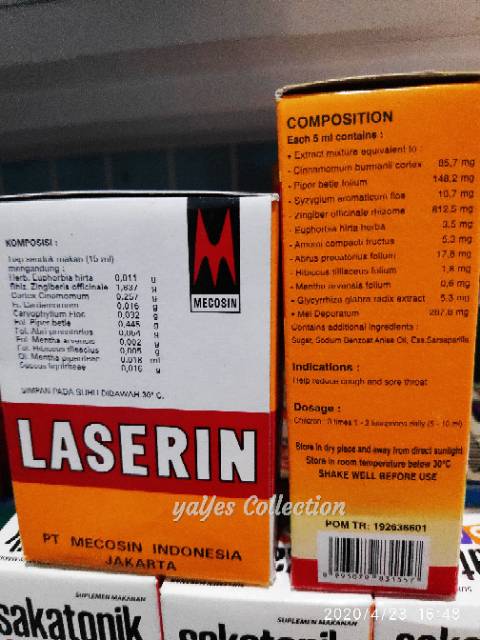 MECOSIN
KOMPOSISI :
tiap sendok makan (15 ml)
mengandung :
Herb. Euphorbia hirta 0,011 g
Rhiz. Zingiberis officinale 1,837 g
Cortex Cinamomum 0,257 g
Fr. Cardamomum 0,016 g
Caryophyllum Flos 0,032 g
Fol. Piper betle 0,445 g
Fol. Abri precatorius 0,054 g
Fol. Mentha arvensis 0,002 g
Fol. Hibiscus tiliaceus 0,005 g
Ol. Mentha piperitae 0,018 ml
Succus liquiritiae 0,016 g
SIMPAN PADA SUHU DIBAWAH 30° C.
LASERIN
PT MECOSIN INDONESIA
JAKARTA
COMPOSITION
Each 5 ml contains :
- Extract mixture equivalent to :
- Cinnamomum burmanii cortex 85,7 mg
- Piper betle folium 148,2 mg
- Syzygium aromaticum flos 10,7 mg
- Zingiber officinale rhizome 612,5 mg
- Euphorbia hirta herba 3,5 mg
- Amomi compacti fructus 5,3 mg
- Abrus precatorius folium 17,8 mg
- Hibiscus tilliaceus folium 1,8 mg
- Mentha arvensis folium 0,6 mg
- Glycyrrhiza glabra radix extract 5,3 mg
- Mel Depuratum mg
Contains additional ingredients :
Sugar, Sodium Benzoat Anise Oil, Ess.Sarsaparilla
Indications :
Help reduce cough and sore throat
Dosage :
Children : 3 times 1 - 2 teaspoons daily (5 - 10 ml)
Store in dry place and away from direct sunlight
Store in room temperature below 30°C
SHAKE WELL BEFORE USE
POM TR: 192636601
yaYes Collection
2020/4/23 16:48
SUPLEMEN MAKANAN
sakatonik
SUPLEMEN MAKANAN
sakatonik